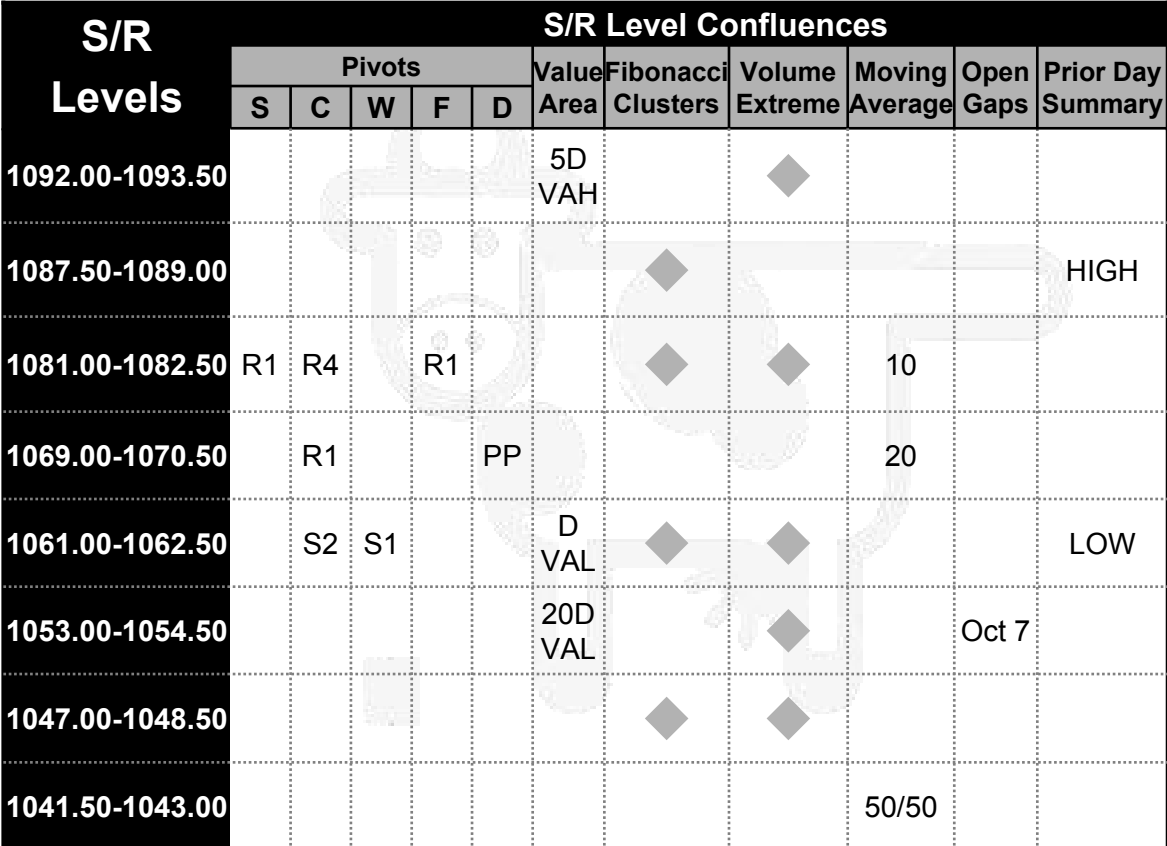 S/R Levels
S/R Level Confluences
Pivots
Value Area
Fibonacci Clusters
Volume Extreme
Moving Average
Open Gaps
Prior Day Summary
S C W F D
1092.00-1093.50 5D VAH
1087.50-1089.00 HIGH
1081.00-1082.50 R1 R4 R1 10
1069.00-1070.50 R1 PP 20
1061.00-1062.50 S2 S1 D VAL LOW
1053.00-1054.50 20D VAL Oct 7
1047.00-1048.50
1041.50-1043.00 50/50